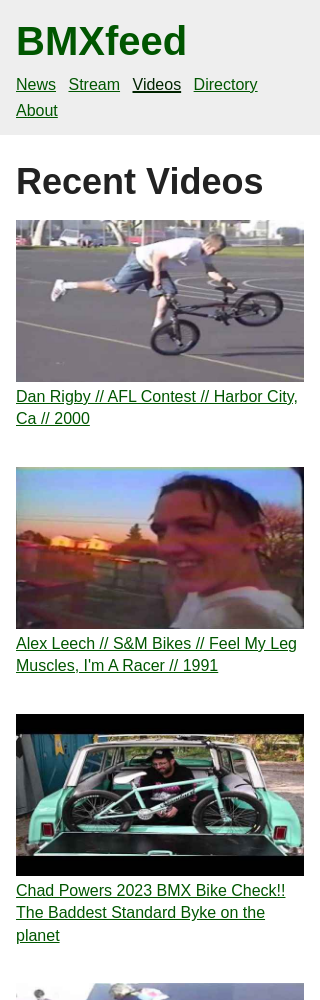 BMXfeed
News Stream Videos Directory
About
Recent Videos
Dan Rigby // AFL Contest // Harbor City,
Ca // 2000
Alex Leech // S&M Bikes // Feel My Leg
Muscles, I'm A Racer // 1991
Chad Powers 2023 BMX Bike Check!!
The Baddest Standard Byke on the
planet